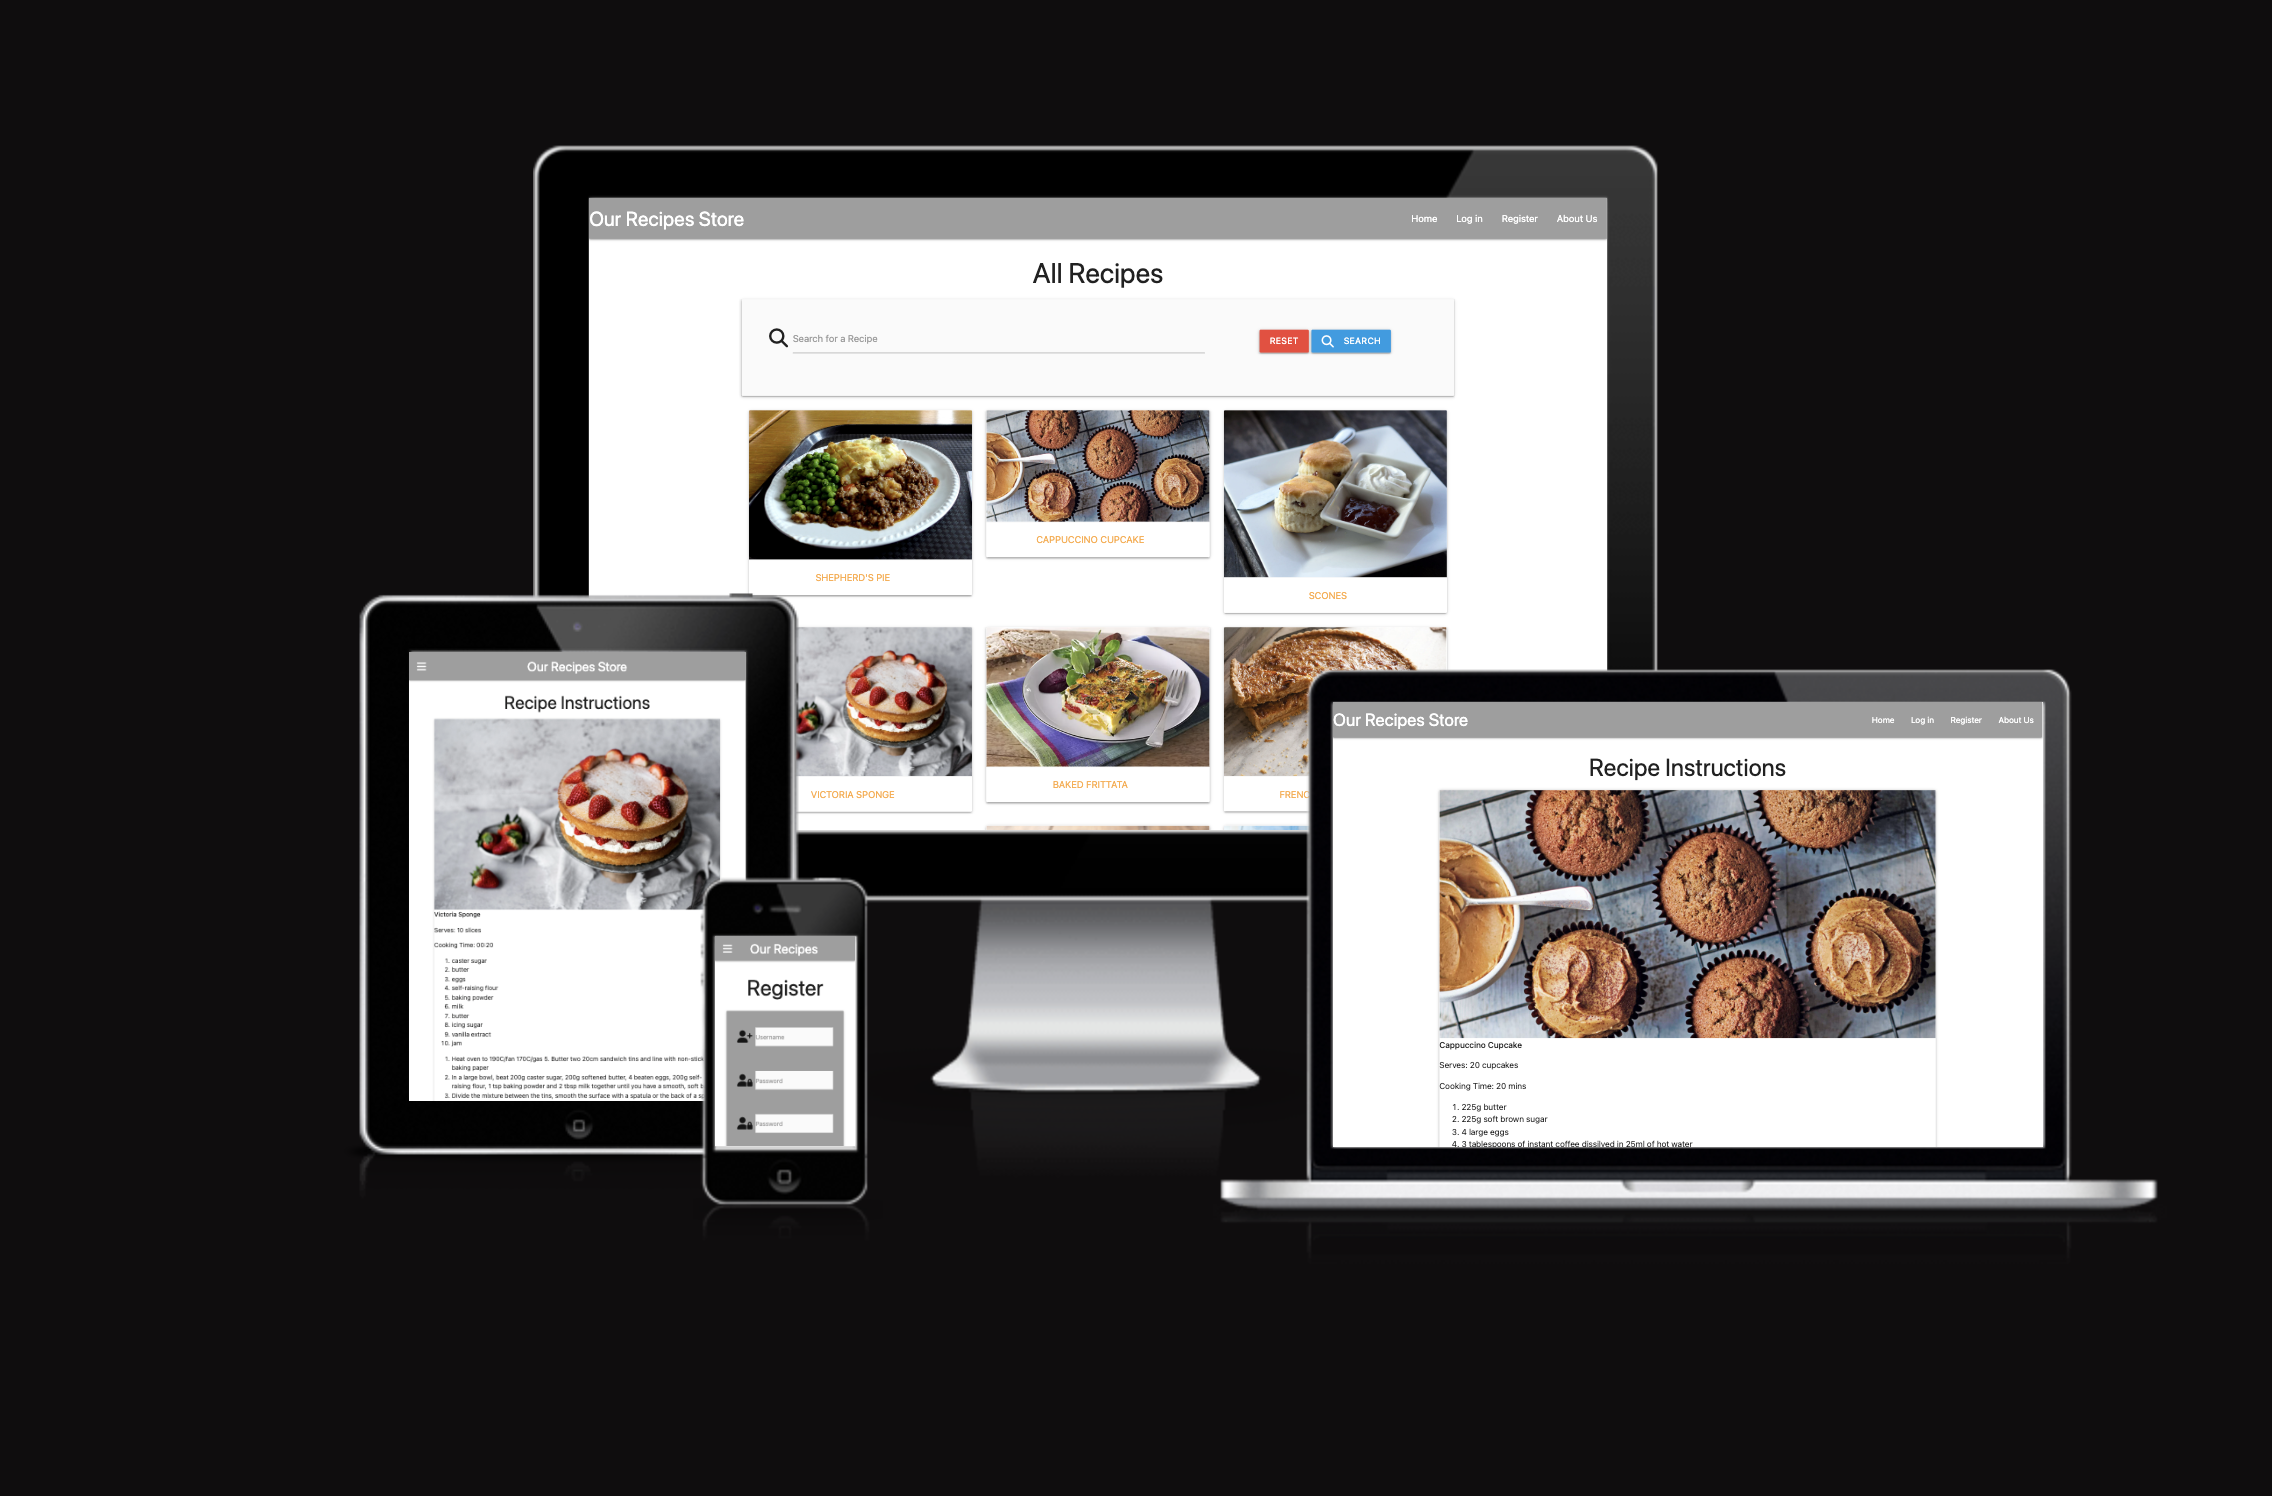 Our Recipes Store
Home Log in Register About Us
All Recipes
Search for a Recipe
RESET SEARCH
SHEPHERD'S PIE
CAPPUCCINO CUPCAKE
SCONES
VICTORIA SPONGE
BAKED FRITTATA
FRENC
Our Recipes Store
Recipe Instructions
Victoria Sponge
Serves: 10 slices
Cooking Time: 00:20
1. caster sugar
2. butter
3. eggs
4. self-raising flour
5. baking powder
6. milk
7. butter
8. icing sugar
9. vanilla extract
10. jam
1. Heat oven to 190C/fan 170C/gas 5. Butter two 20cm sandwich tins and line with non-stick
baking paper
2. In a large bowl, beat 200g caster sugar, 200g softened butter, 4 beaten eggs, 200g self-
raising flour, 1 tsp baking powder and 2 tbsp milk together until you have a smooth, soft b
3. Divide the mixture between the tins, smooth the surface with a spatula or the back of a sp
Our Recipes
Register
Username
Password
Password
Our Recipes Store
Home Log in Register About Us
Recipe Instructions
Cappuccino Cupcake
Serves: 20 cupcakes
Cooking Time: 20 mins
1. 225g butter
2. 225g soft brown sugar
3. 4 large eggs
4. 3 tablespoons of instant coffee dissilved in 25ml of hot water